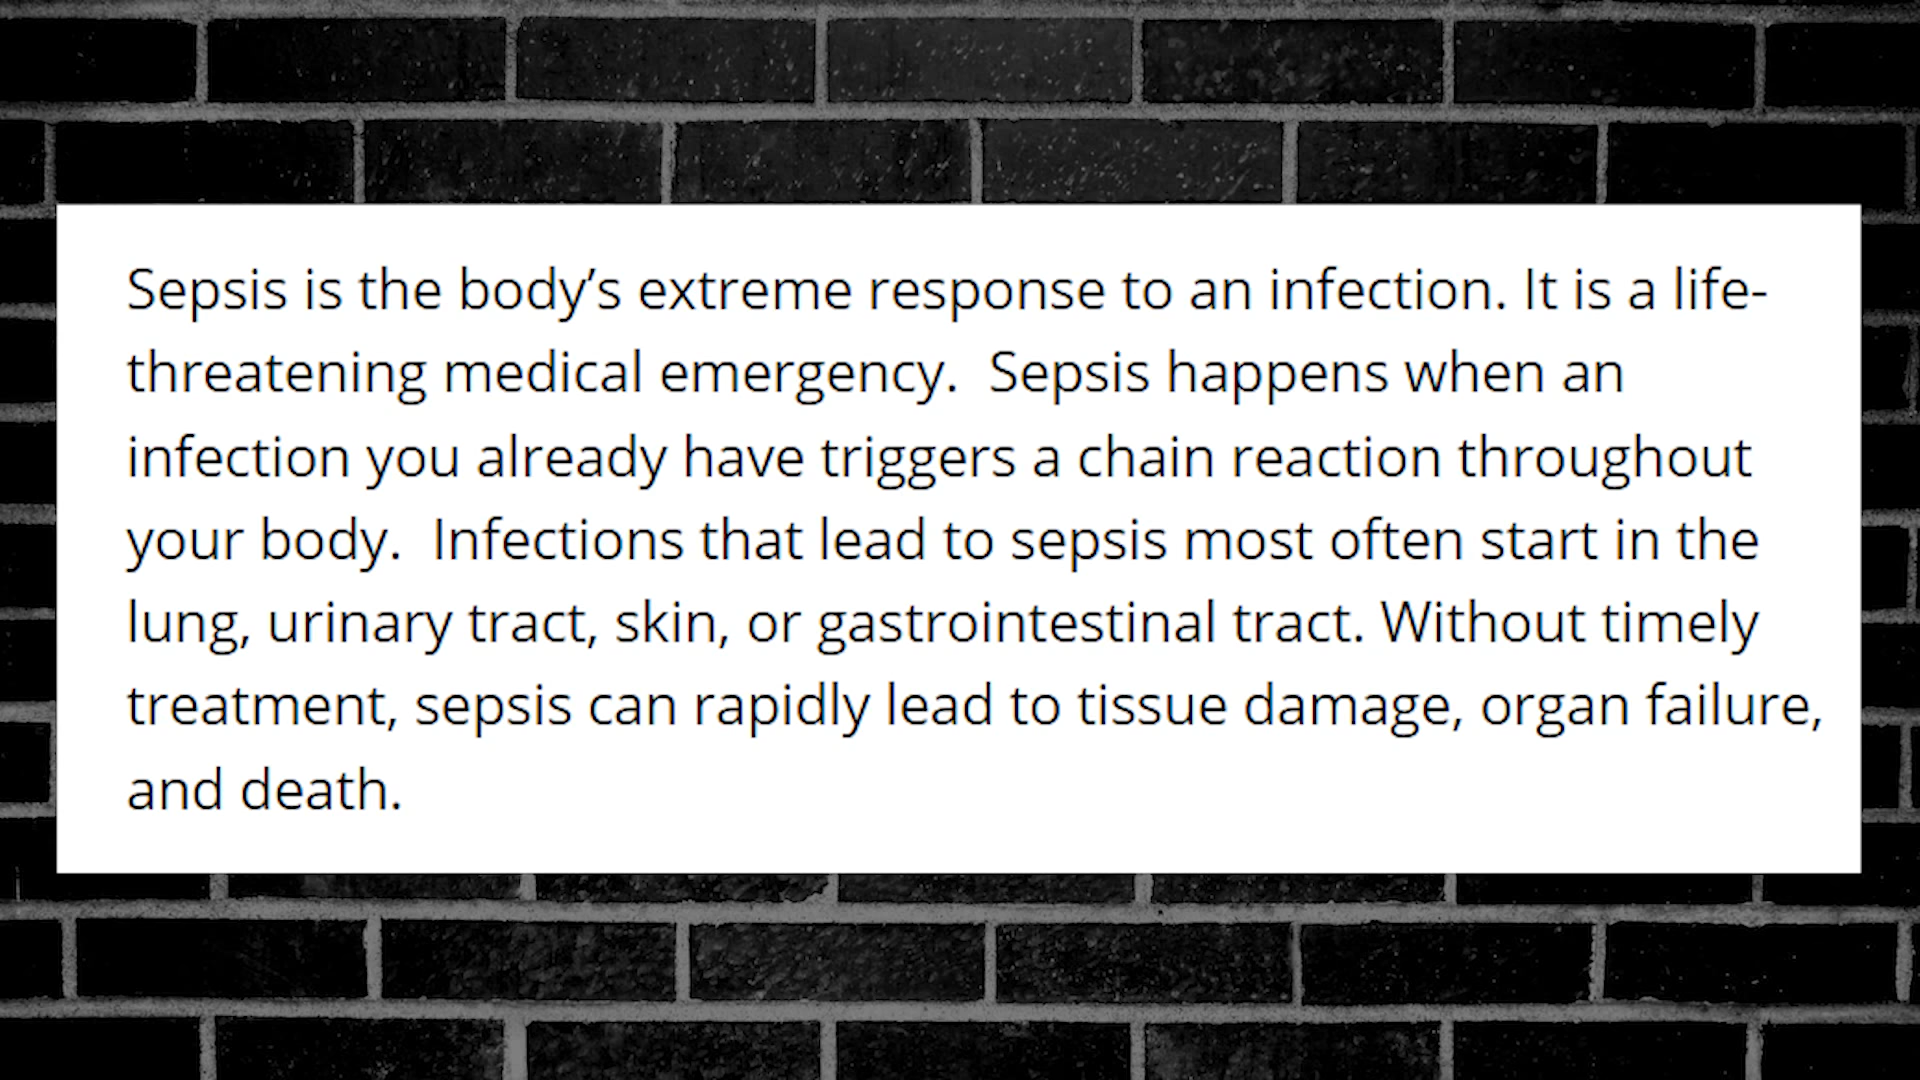 Sepsis is the body’s extreme response to an infection. It is a life-
threatening medical emergency.  Sepsis happens when an
infection you already have triggers a chain reaction throughout
your body.  Infections that lead to sepsis most often start in the
lung, urinary tract, skin, or gastrointestinal tract. Without timely
treatment, sepsis can rapidly lead to tissue damage, organ failure,
and death.